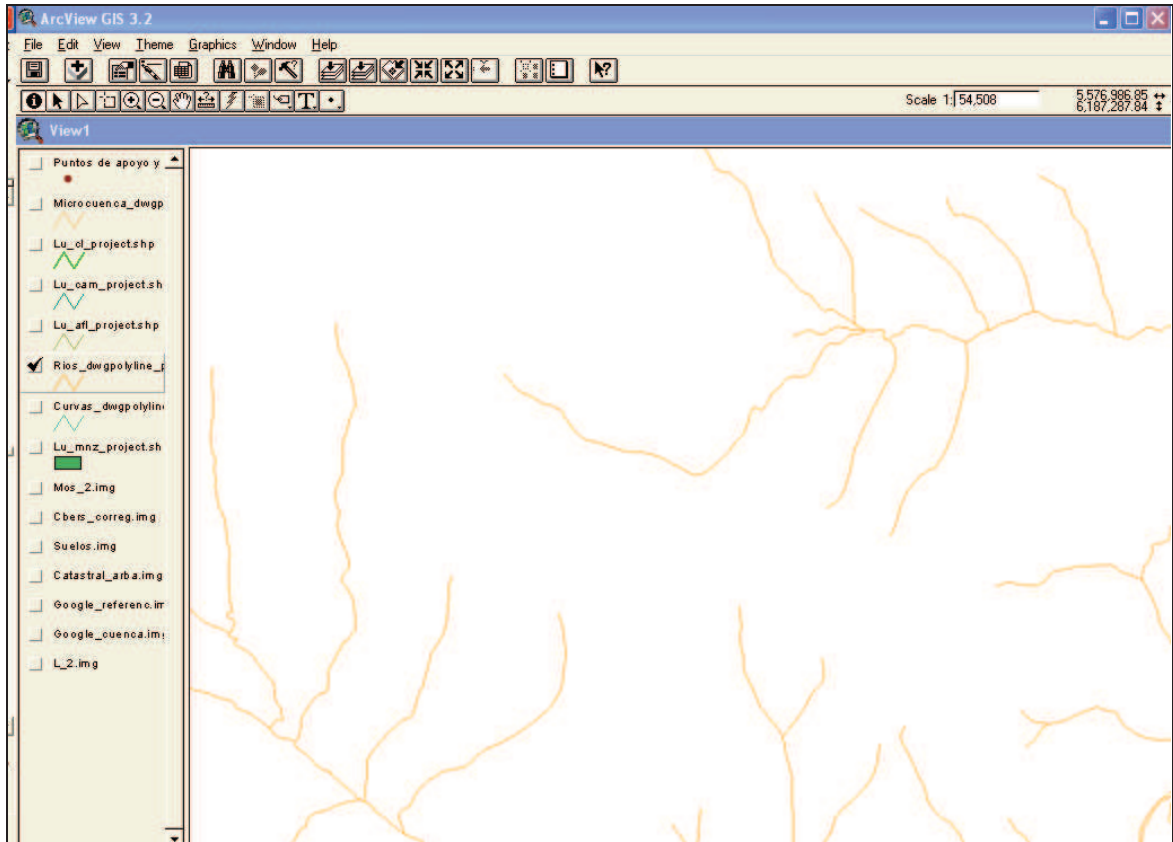 ArcView GIS 3.2
File Edit View Theme Graphics Window Help
Scale 1: 54,508
5,576,986.85
6,187,287.84
View1
Puntos de apoyo y
Microcuenca_dwgp
Lu_cl_project.shp
Lu_cam_project.sh
Lu_afl_project.shp
Rios_dwgpolyline_p
Curvas_dwgpolyline
Lu_mnz_project.sh
Mos_2.img
Cbers_correg.img
Suelos.img
Catastral_arba.img
Google_referenc.im
Google_cuenca.im
L_2.img